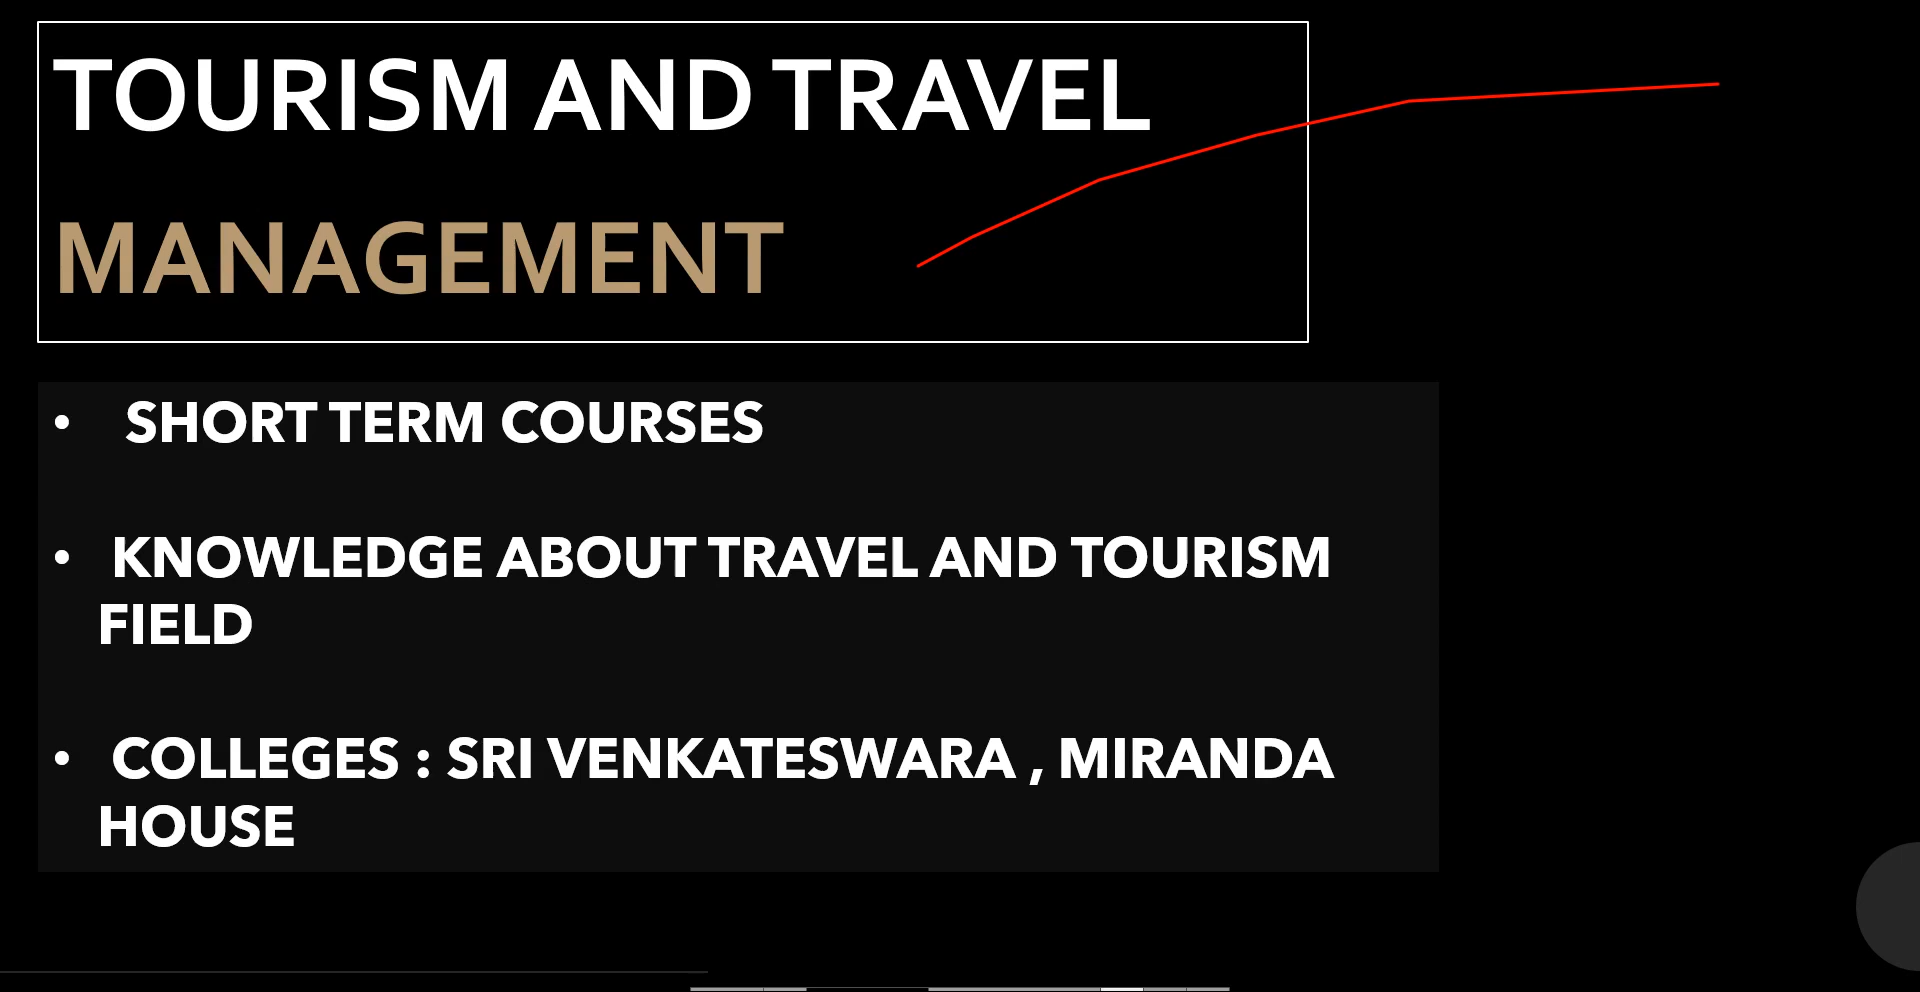 TOURISM AND TRAVEL
MANAGEMENT
• SHORT TERM COURSES
• KNOWLEDGE ABOUT TRAVEL AND TOURISM
FIELD
• COLLEGES : SRI VENKATESWARA , MIRANDA
HOUSE